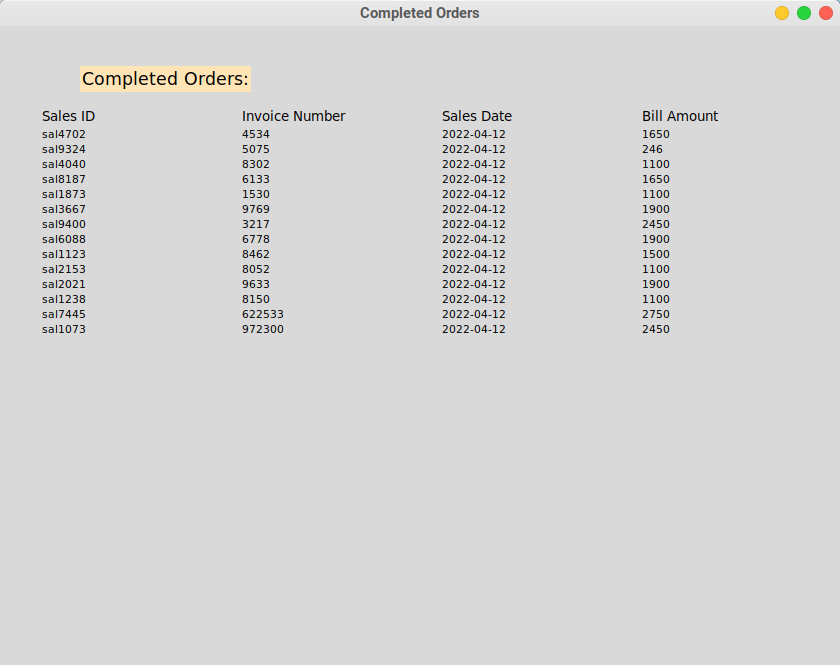 Completed Orders
Completed Orders:
Sales ID Invoice Number Sales Date Bill Amount
sal4702 4534 2022-04-12 1650
sal9324 5075 2022-04-12 246
sal4040 8302 2022-04-12 1100
sal8187 6133 2022-04-12 1650
sal1873 1530 2022-04-12 1100
sal3667 9769 2022-04-12 1900
sal9400 3217 2022-04-12 2450
sal6088 6778 2022-04-12 1900
sal1123 8462 2022-04-12 1500
sal2153 8052 2022-04-12 1100
sal2021 9633 2022-04-12 1900
sal1238 8150 2022-04-12 1100
sal7445 622533 2022-04-12 2750
sal1073 972300 2022-04-12 2450